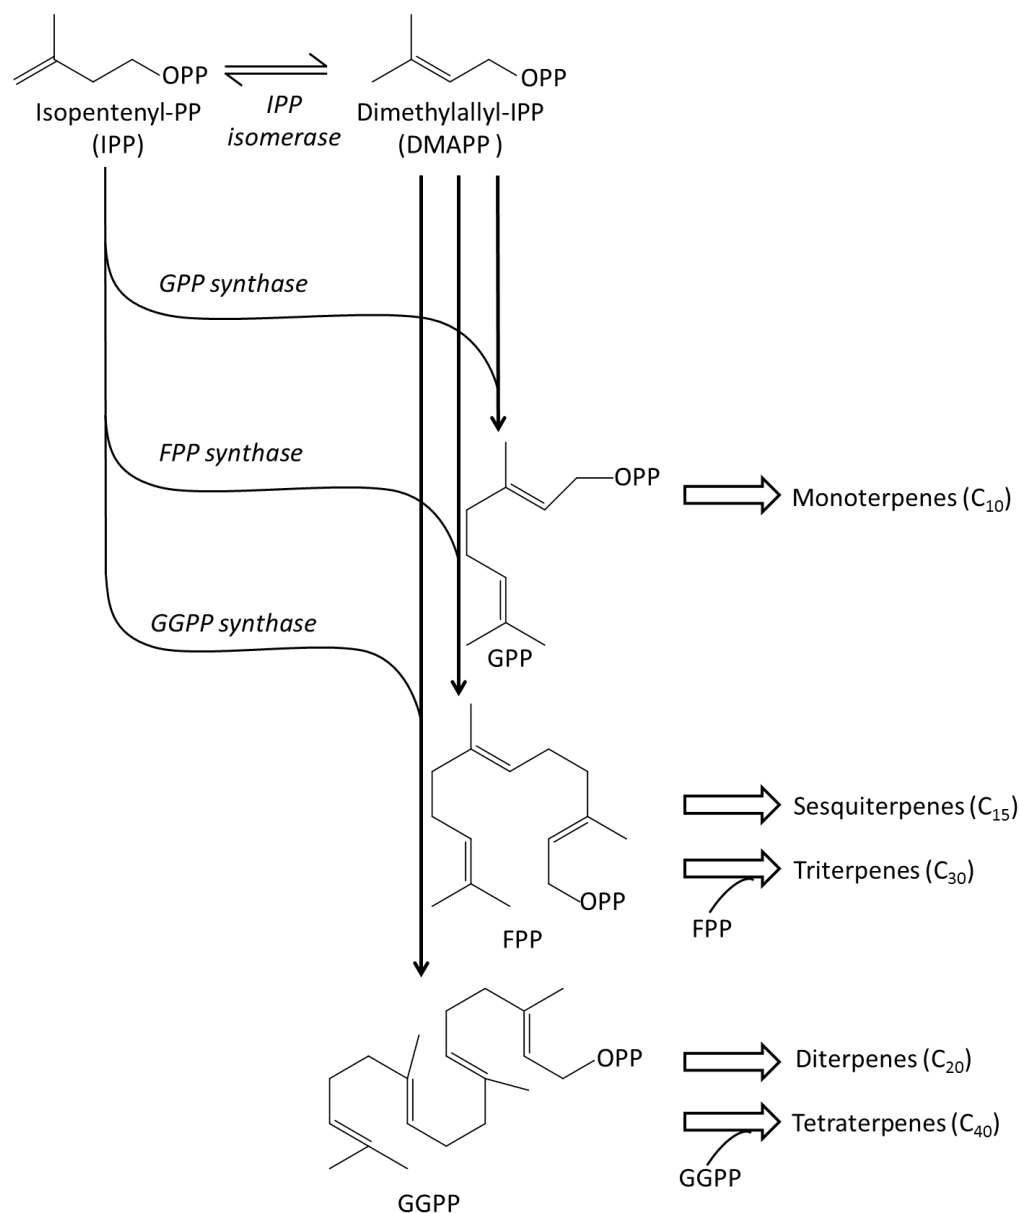 OPP
OPP
Isopentenyl-PP
(IPP)
IPP
isomerase
Dimethylallyl-IPP
(DMAPP )
GPP synthase
FPP synthase
OPP
Monoterpenes (C10)
GGPP synthase
GPP
Sesquiterpenes (C15)
Triterpenes (C30)
OPP
FPP
FPP
OPP
Diterpenes (C20)
Tetraterpenes (C40)
GGPP
GGPP